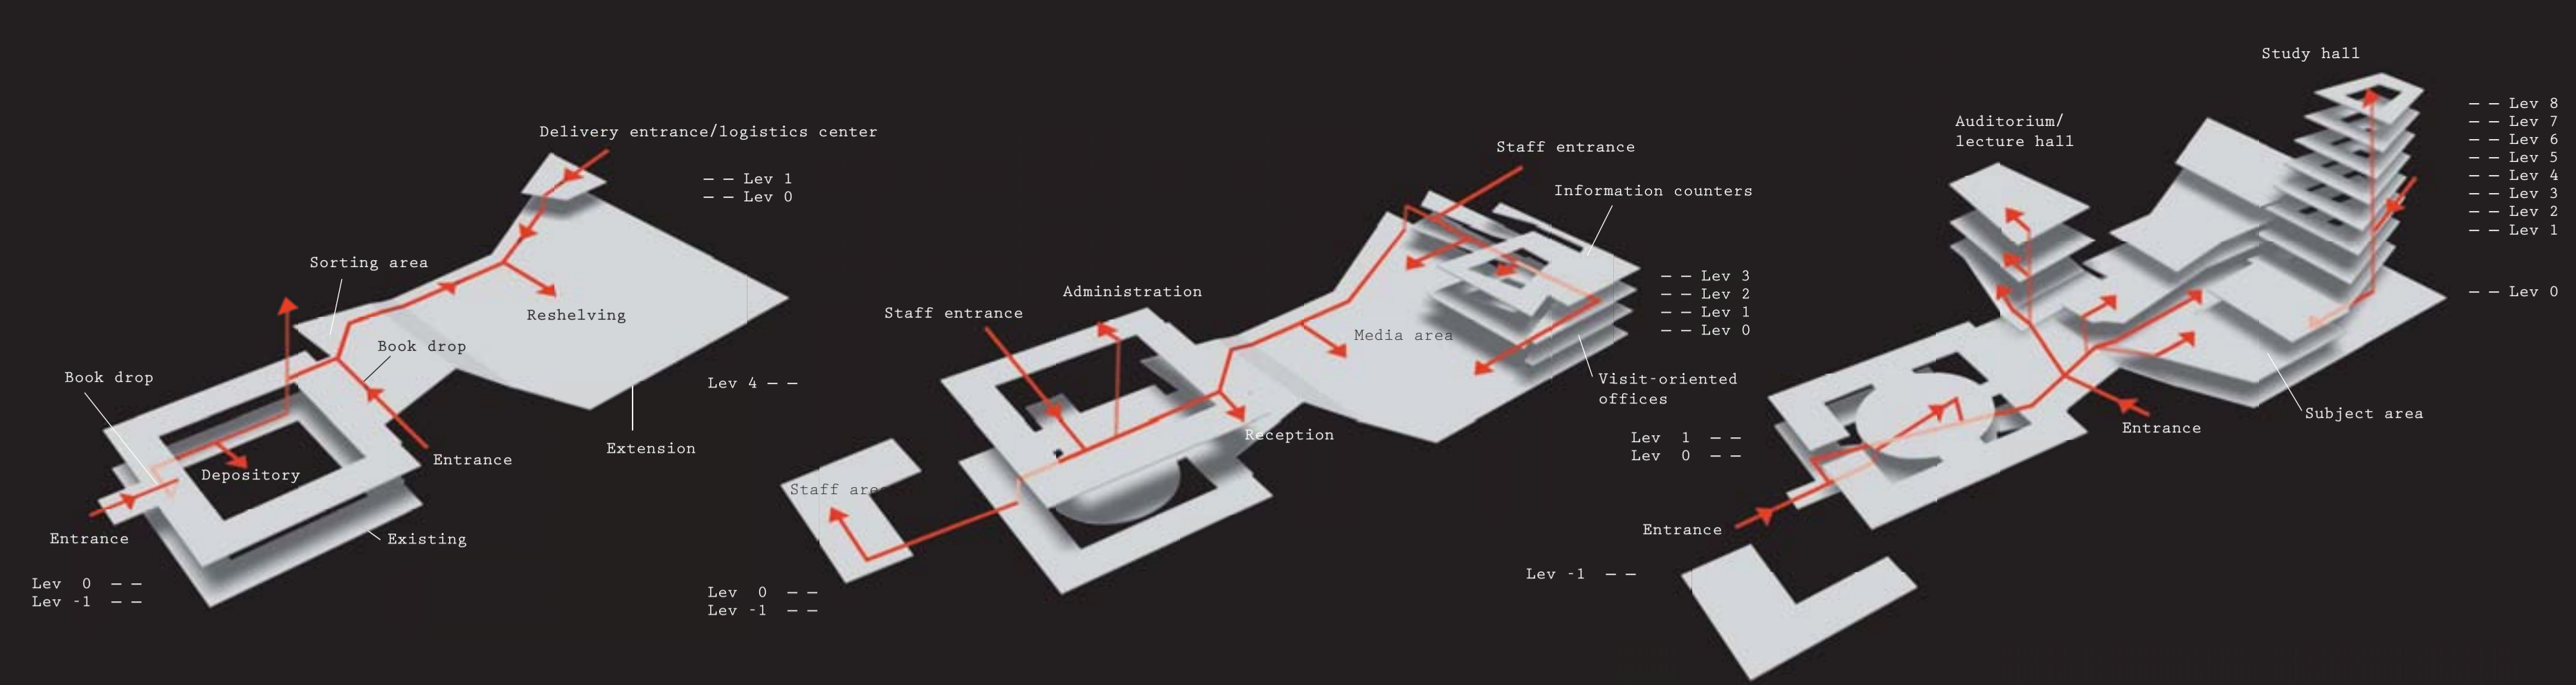 Delivery entrance/logistics center
— — Lev 1
— — Lev 0
Sorting area
Reshelving
Book drop
Book drop
Depository
Entrance
Extension
Entrance
Existing
Lev 0 — —
Lev -1 — —
Staff entrance
Information counters
Administration
Staff entrance
— — Lev 3
— — Lev 2
— — Lev 1
— — Lev 0
Media area
Lev 4 — —
Visit-oriented
offices
Reception
Staff are
Lev 0 — —
Lev -1 — —
Study hall
Auditorium/
lecture hall
— — Lev 8
— — Lev 7
— — Lev 6
— — Lev 5
— — Lev 4
— — Lev 3
— — Lev 2
— — Lev 1
— — Lev 0
Subject area
Entrance
Lev 1 — —
Lev 0 — —
Entrance
Lev -1 — —